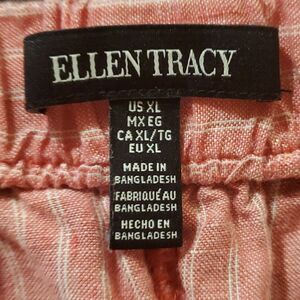 ELLEN TRACY
US XL
MX EG
CA XL/TG
EU XL
MADE IN
BANGLADESH
FABRIQUÉ AU
BANGLADESH
HECHO EN
BANGLADESH